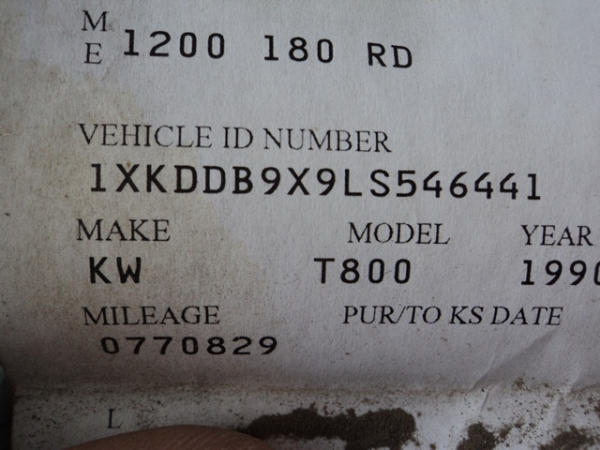 M
E 1200 180 RD
VEHICLE ID NUMBER
1XKDDB9X9LS546441
MAKE MODEL YEAR
KW T800 1990
MILEAGE PUR/TO KS DATE
0770829
L